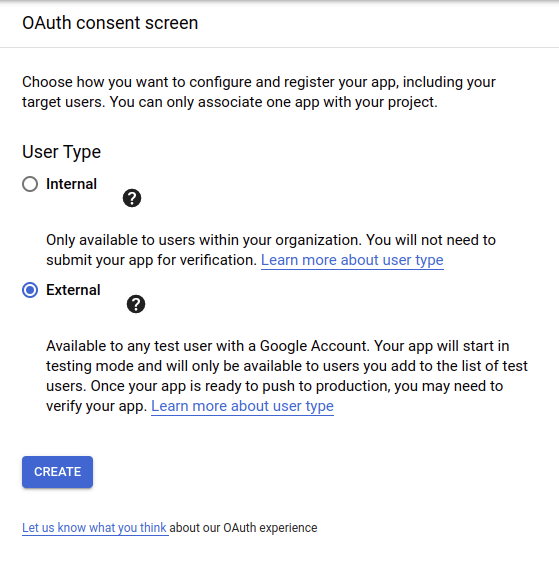 OAuth consent screen
Choose how you want to configure and register your app, including your
target users. You can only associate one app with your project.
User Type
Internal
?
Only available to users within your organization. You will not need to
submit your app for verification. Learn more about user type
External
?
Available to any test user with a Google Account. Your app will start in
testing mode and will only be available to users you add to the list of test
users. Once your app is ready to push to production, you may need to
verify your app. Learn more about user type
CREATE
Let us know what you think about our OAuth experience